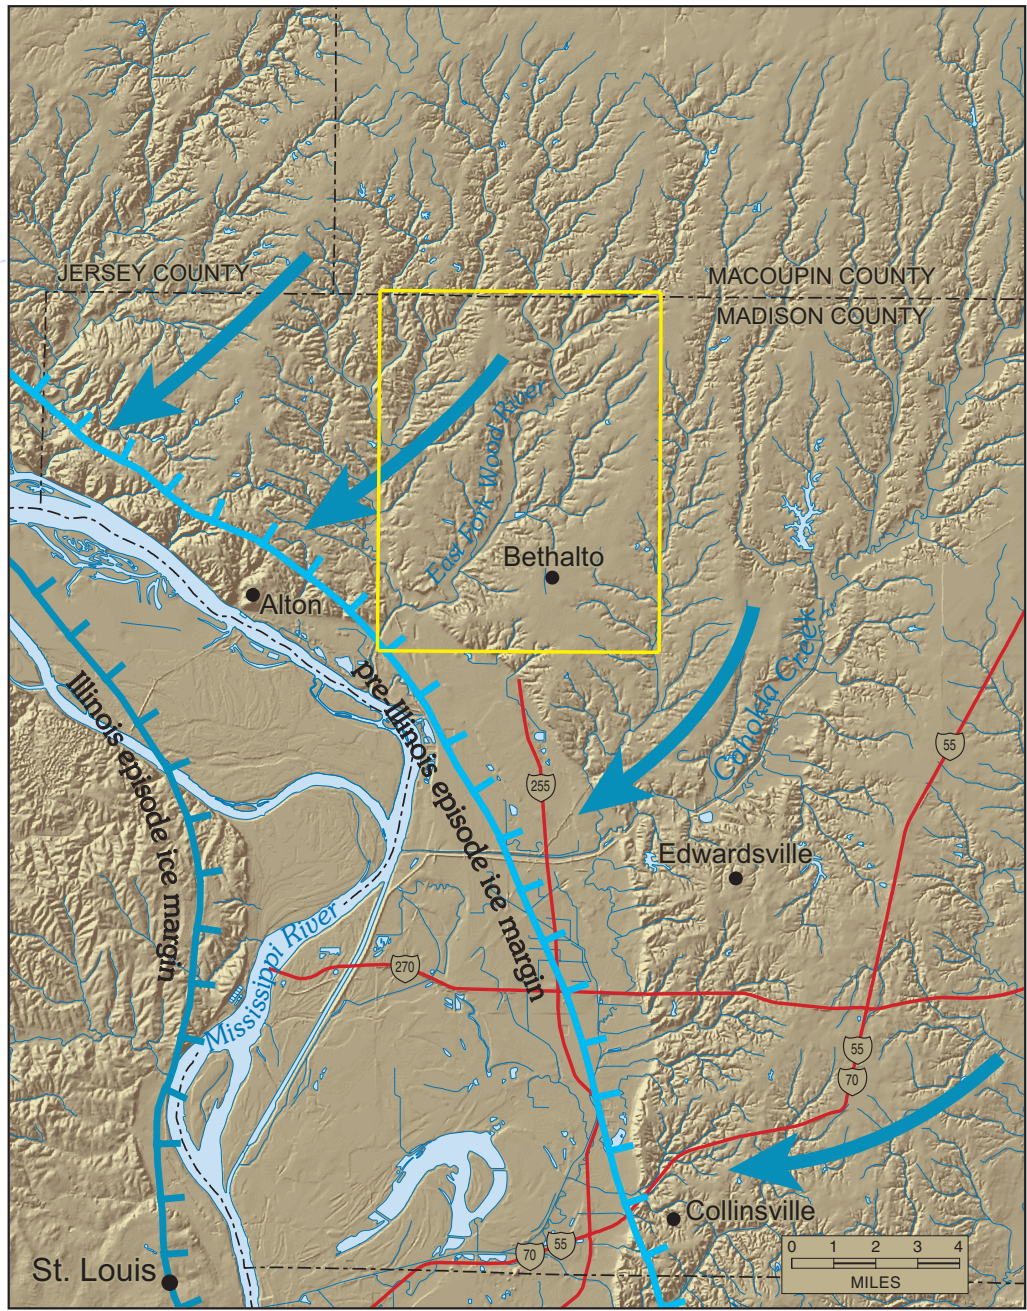 JERSEY COUNTY
MACOUPIN COUNTY
MADISON COUNTY
East Fork Wood River
Bethalto
Alton
Illinois episode ice margin
pre-Illinois episode ice margin
Cahokia Creek
55
255
Edwardsville
Mississippi River
270
55
70
Collinsville
70
55
St. Louis
0 1 2 3 4
MILES